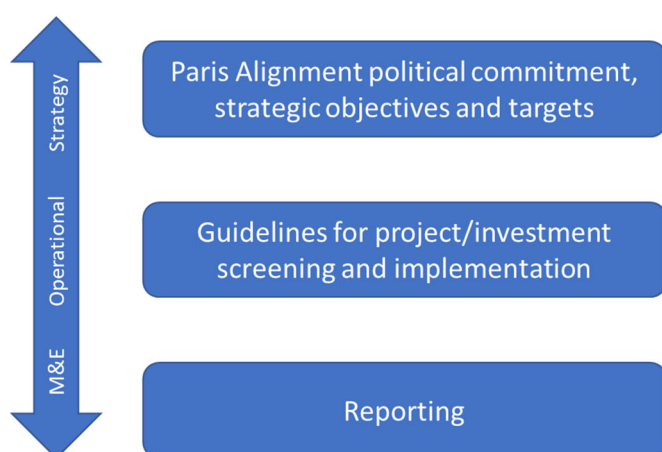 Strategy
Paris Alignment political commitment,
strategic objectives and targets
Operational
Guidelines for project/investment
screening and implementation
M&E
Reporting